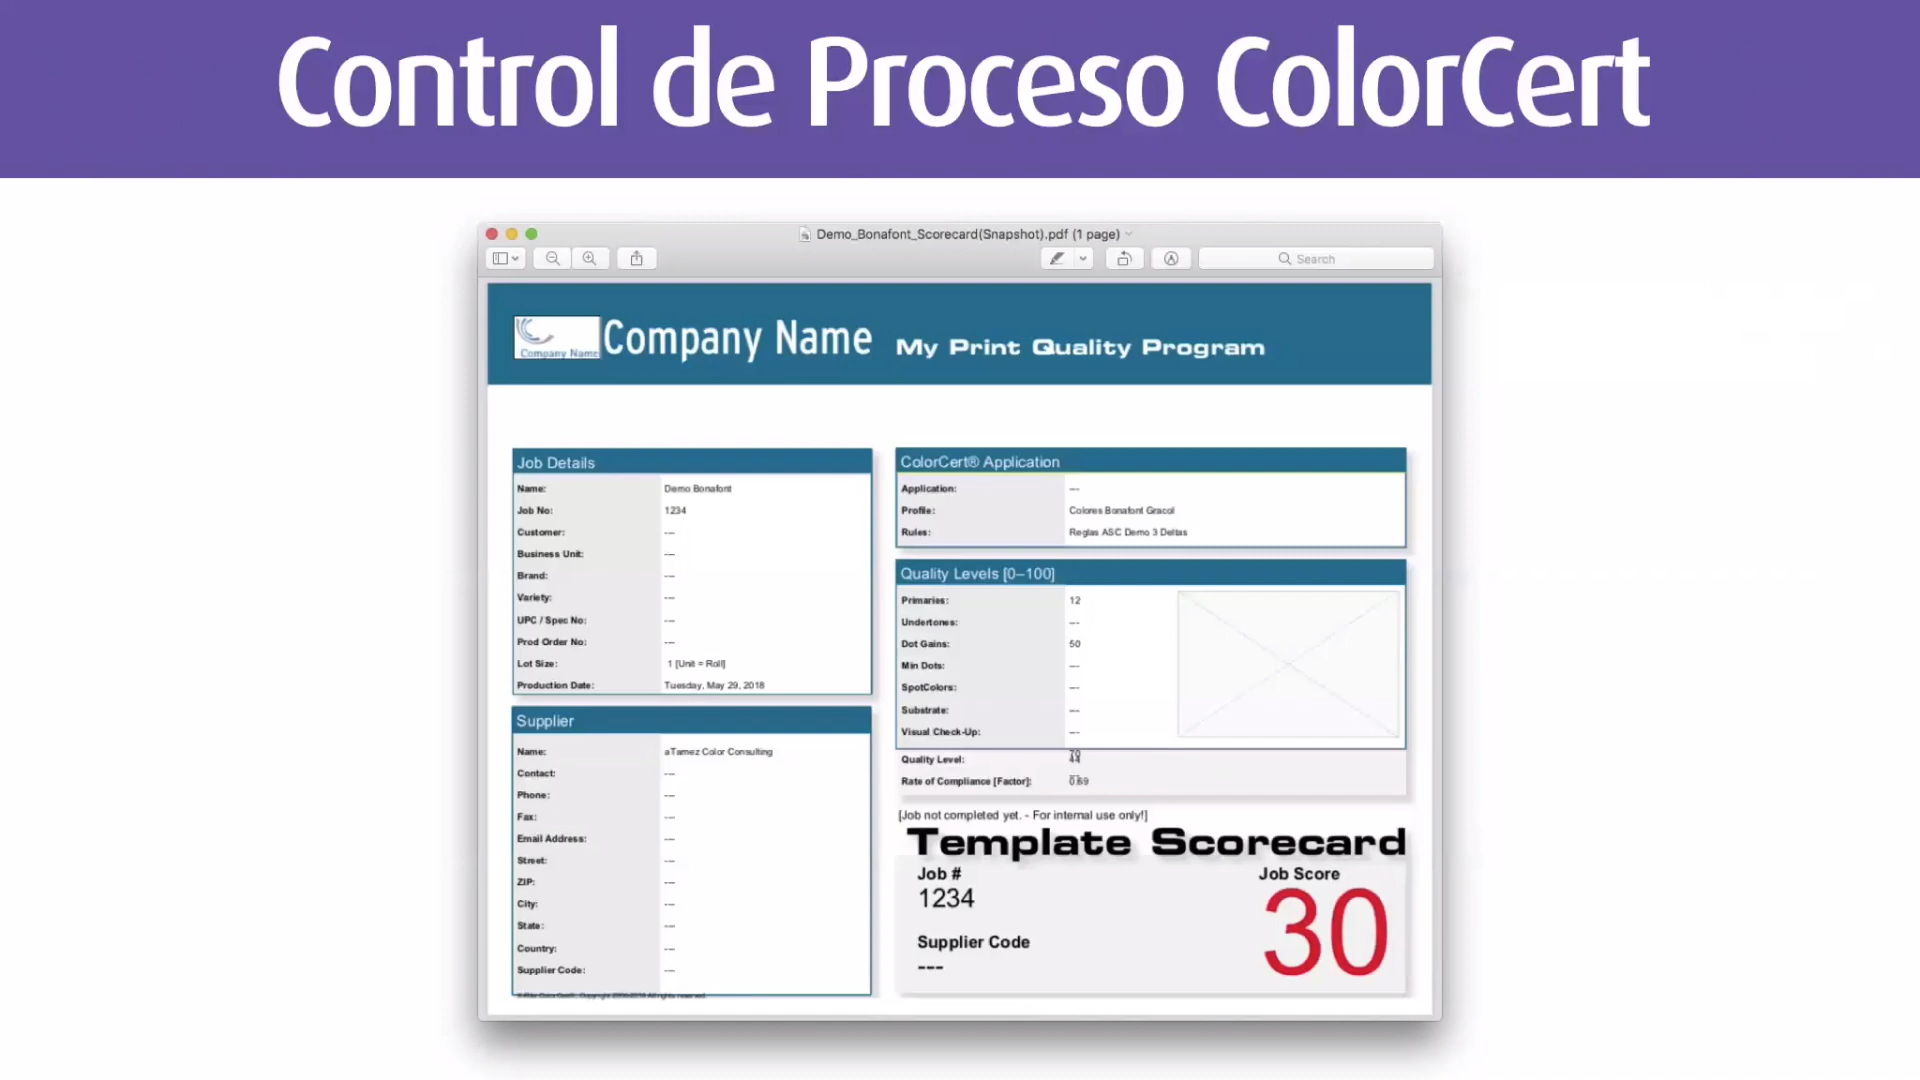 Control de Proceso ColorCert
Demo_Bonafont_Scorecard(Snapshot).pdf (1 page)
Search
Company Name
Company Name
My Print Quality Program
Job Details
Name: Demo Bonafont
Job No: 1234
Customer: ---
Business Unit: ---
Brand: ---
Variety: ---
UPC / Spec No: ---
Prod Order No: ---
Lot Size: 1 [Unit = Roll]
Production Date: Tuesday, May 29, 2018
Supplier
Name: aTamez Color Consulting
Contact: ---
Phone: ---
Fax: ---
Email Address: ---
Street: ---
ZIP: ---
City: ---
State: ---
Country: ---
Supplier Code: ---
ColorCert® Application
Application: ---
Profile: Colores Bonafont Gracol
Rules: Reglas ASC Demo 3 Deltas
Quality Levels [0–100]
Primaries: 12
Undertones: ---
Dot Gains: 50
Min Dots: ---
SpotColors: ---
Substrate: ---
Visual Check-Up: ---
Quality Level:
Rate of Compliance [Factor]:
[Job not completed yet. - For internal use only!]
Template Scorecard
Job #
1234
Job Score
30
Supplier Code
---